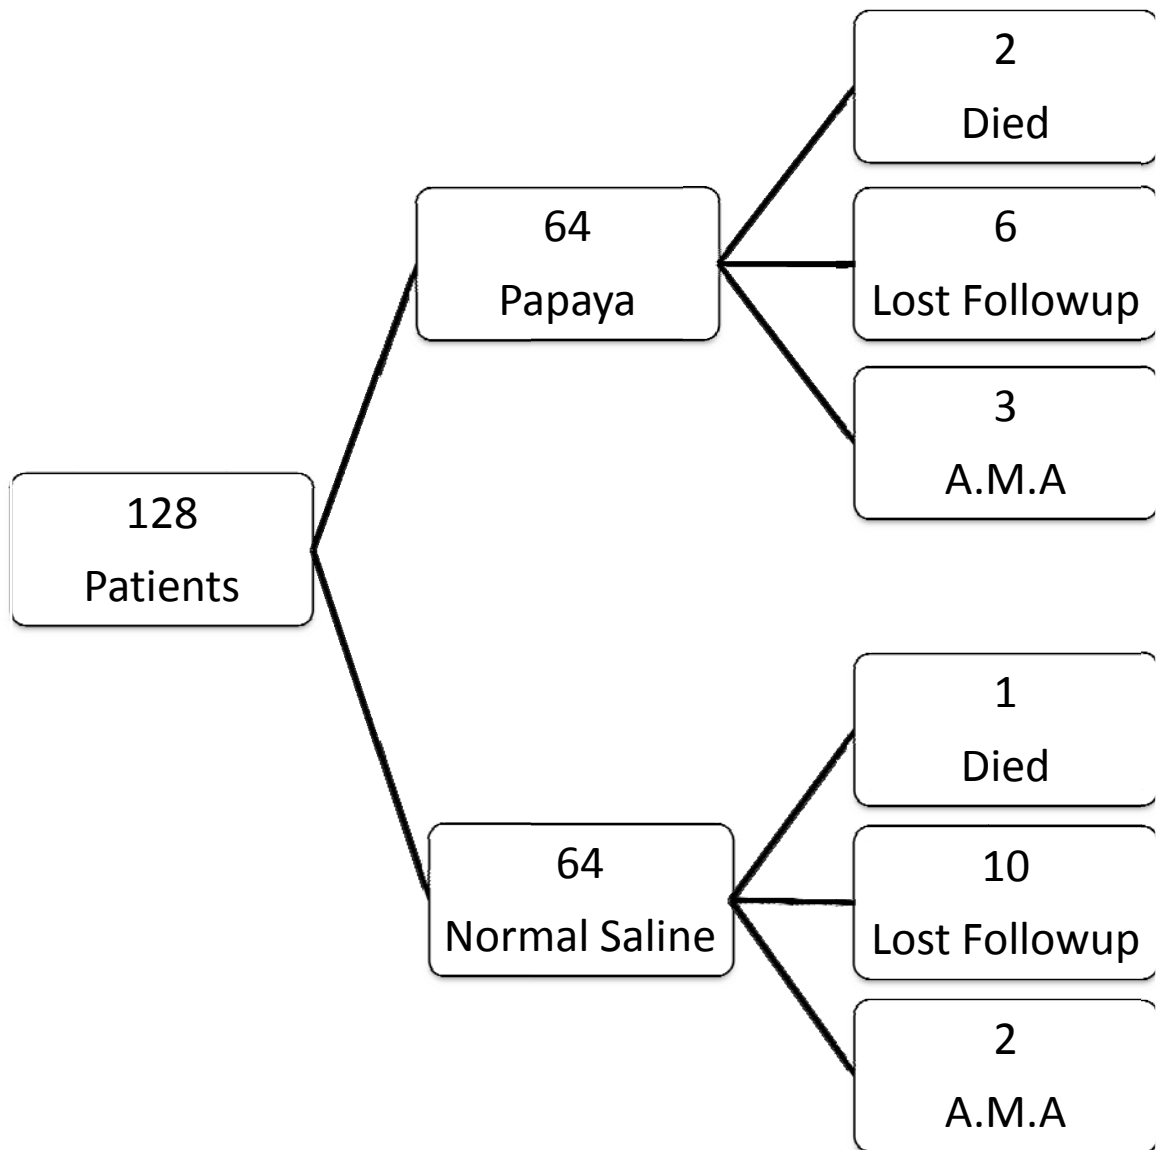 128
Patients
64
Papaya
2
Died
6
Lost Followup
3
A.M.A
64
Normal Saline
1
Died
10
Lost Followup
2
A.M.A